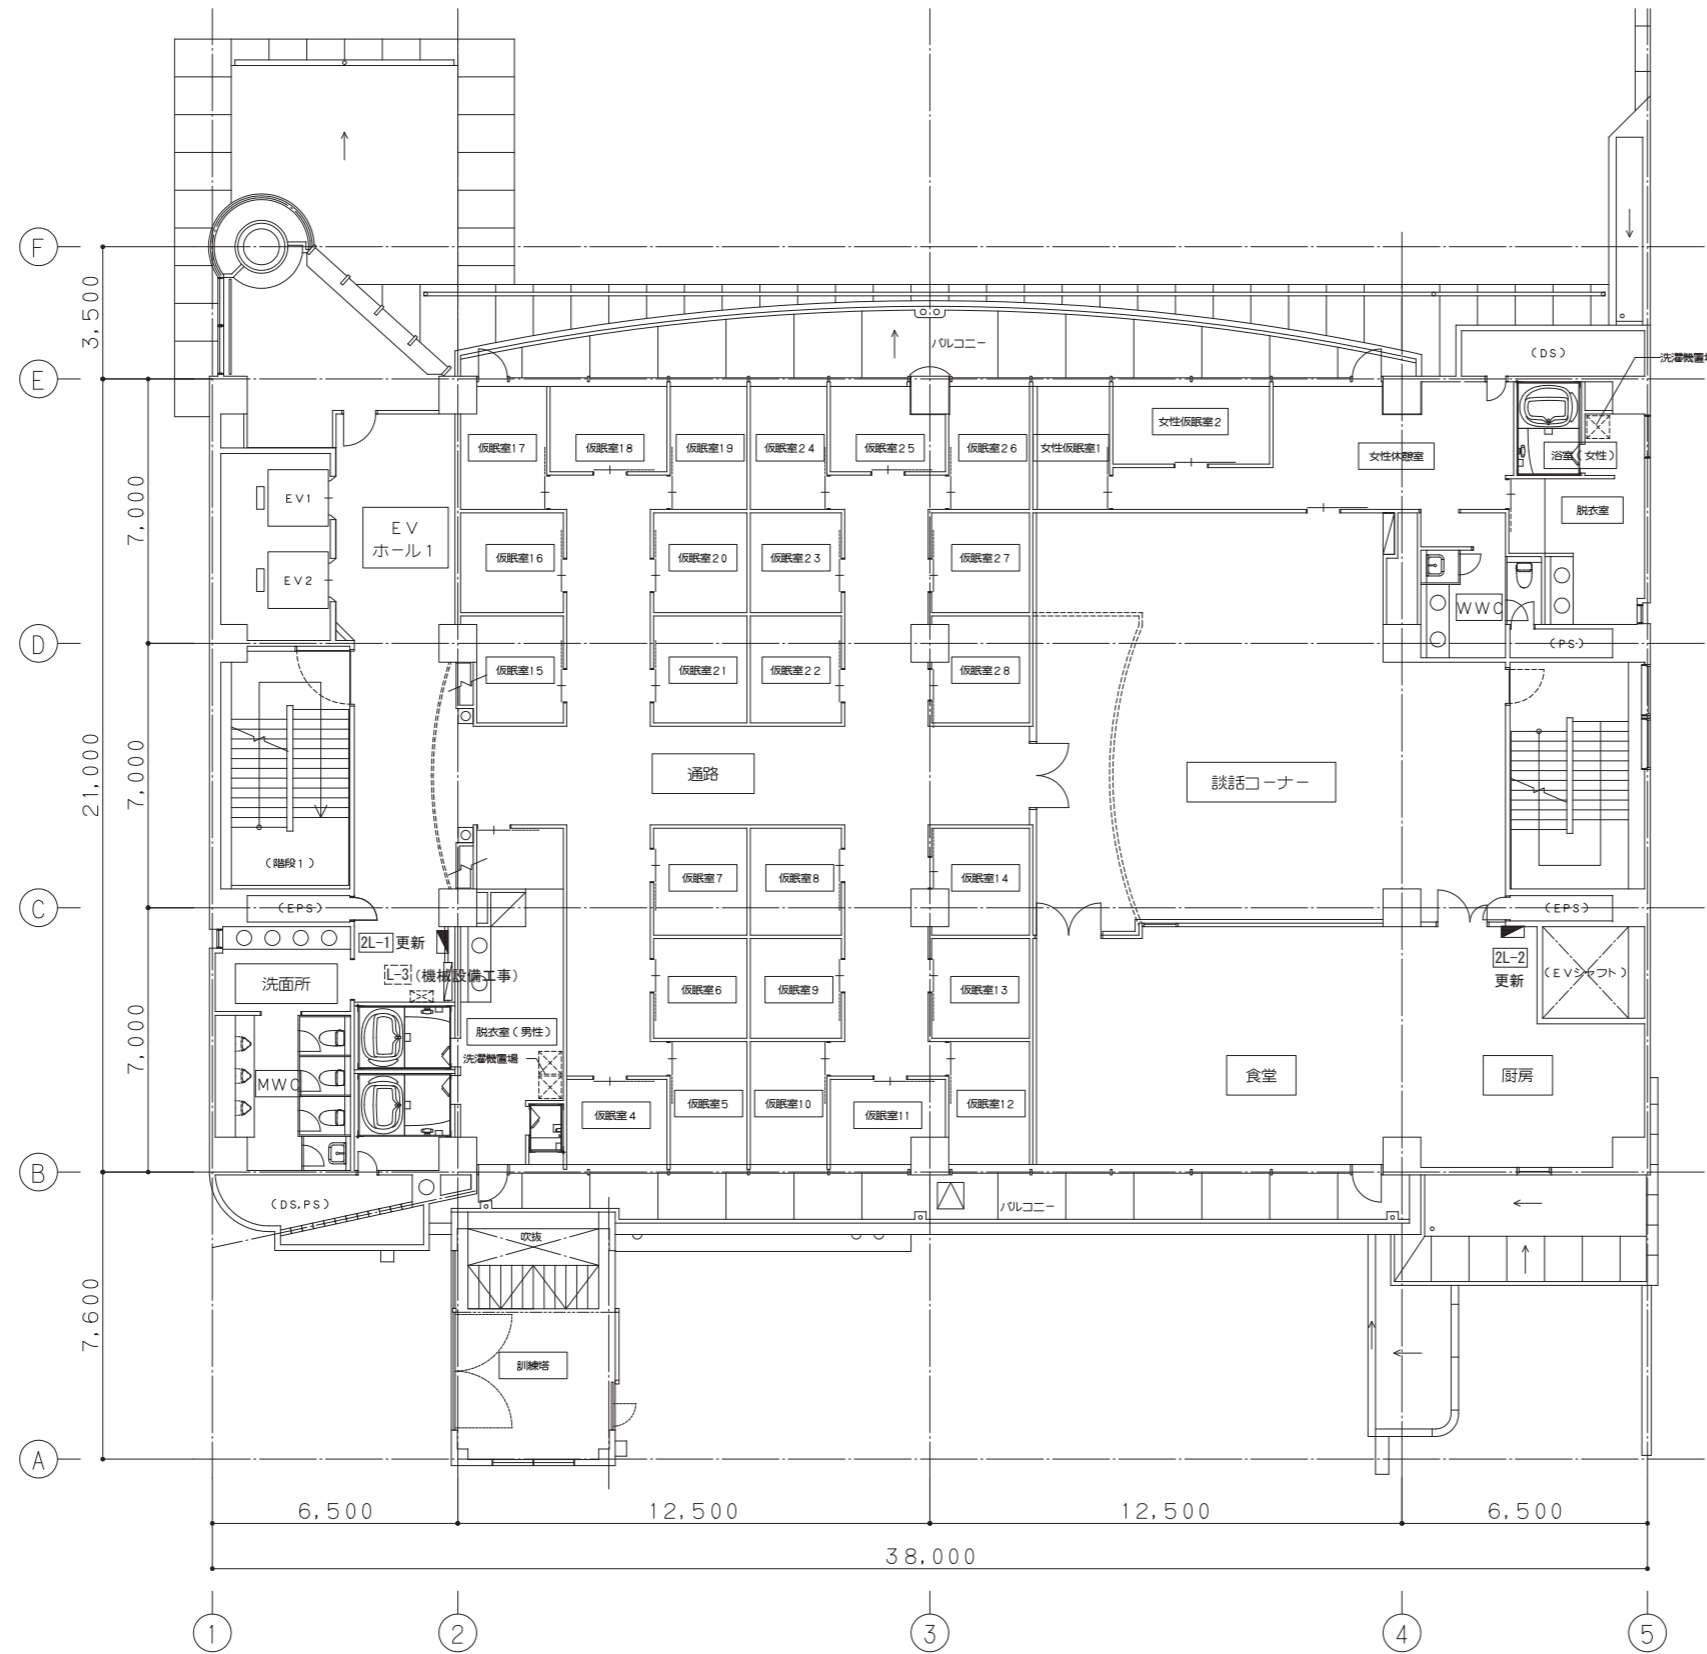 F
3,500
バルコニー
(DS)
E
洗濯機置
仮眠室17
仮眠室18
仮眠室19
仮眠室24
仮眠室25
仮眠室26
女性仮眠室1
女性仮眠室2
女性休憩室
浴室(女性)
脱衣室
7,000
EV1
EV
ホール1
EV2
仮眠室16
仮眠室20
仮眠室23
仮眠室27
WWC
D
(PS)
仮眠室15
仮眠室21
仮眠室22
仮眠室28
21,000
7,000
通路
談話コーナー
(階段1)
仮眠室7
仮眠室8
仮眠室14
C
(EPS)
(EPS)
2L-1 更新
L-3 (機械設備工事)
洗面所
2L-2
更新
(EVシャフト)
仮眠室6
仮眠室9
仮眠室13
7,000
脱衣室(男性)
洗濯機置場
MWC
食堂
厨房
仮眠室4
仮眠室5
仮眠室10
仮眠室11
仮眠室12
B
(DS,PS)
バルコニー
吹抜
7,600
訓練塔
A
6,500
12,500
12,500
6,500
38,000
1
2
3
4
5